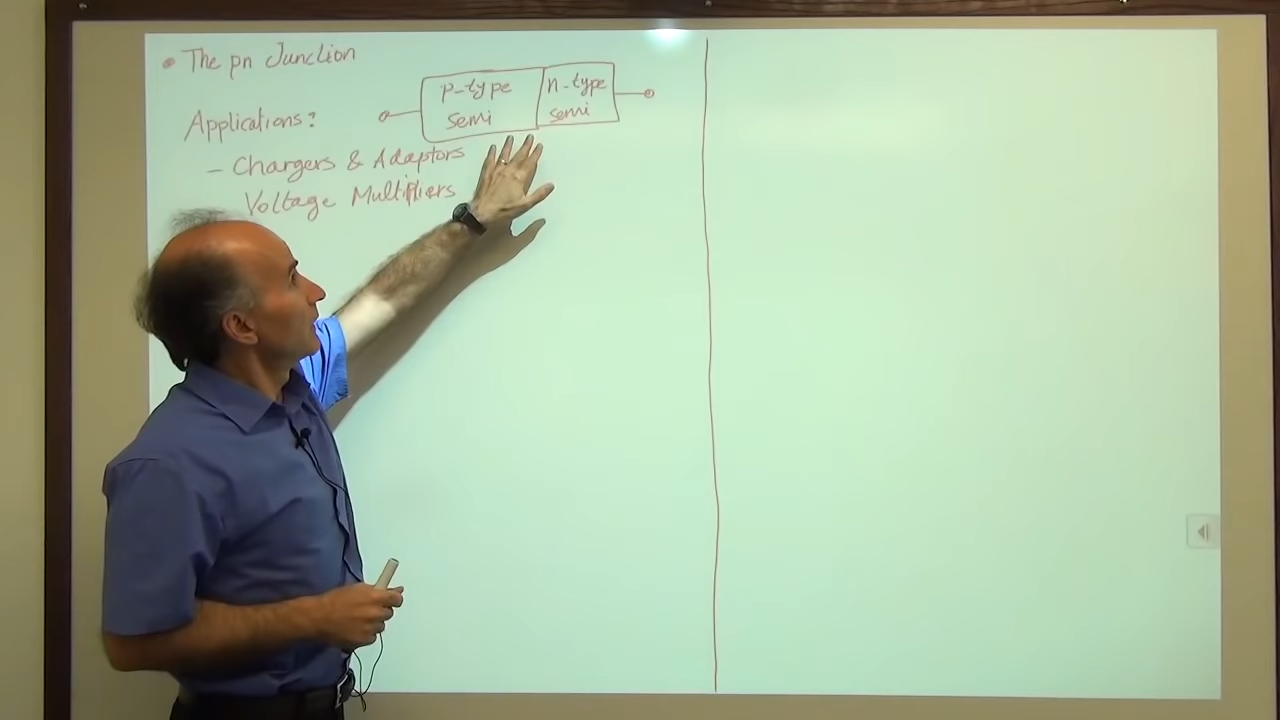 • The pn Junction
p-type
semi
n-type
semi
Applications?
- Chargers & Adaptors
Voltage Multipliers